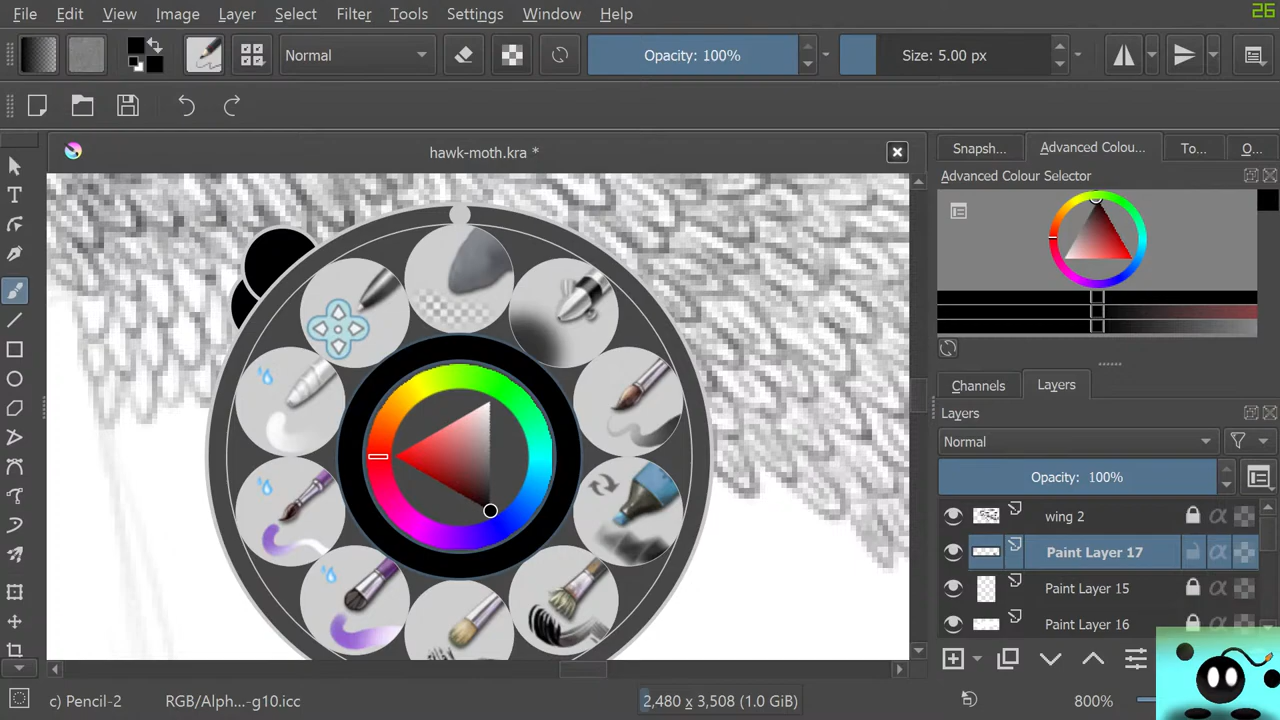 File Edit View Image Layer Select Filter Tools Settings Window Help
26
Normal
Opacity: 100%
Size: 5.00 px
hawk-moth.kra *
Snapsh...
Advanced Colou...
To...
O...
Advanced Colour Selector
Channels
Layers
Layers
Normal
Opacity: 100%
wing 2
Paint Layer 17
Paint Layer 15
Paint Layer 16
c) Pencil-2
RGB/Alph...-g10.icc
2,480 x 3,508 (1.0 GiB)
800%